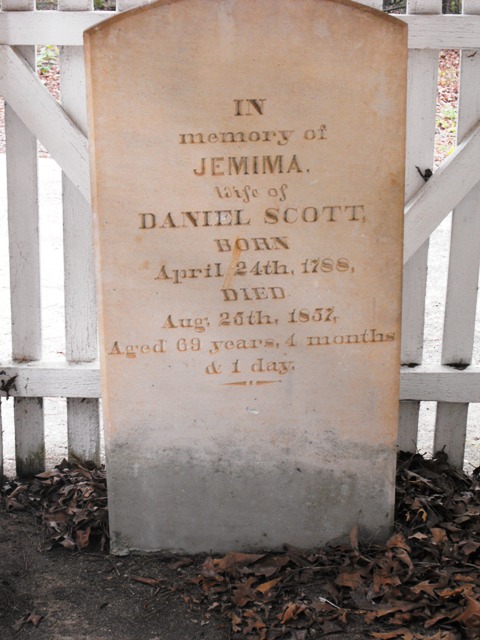 IN
memory of
JEMIMA.
Wife of
DANIEL SCOTT,
BORN
April 24th, 1788,
DIED
Aug. 25th, 1857,
Aged 69 years, 4 months
& 1 day.